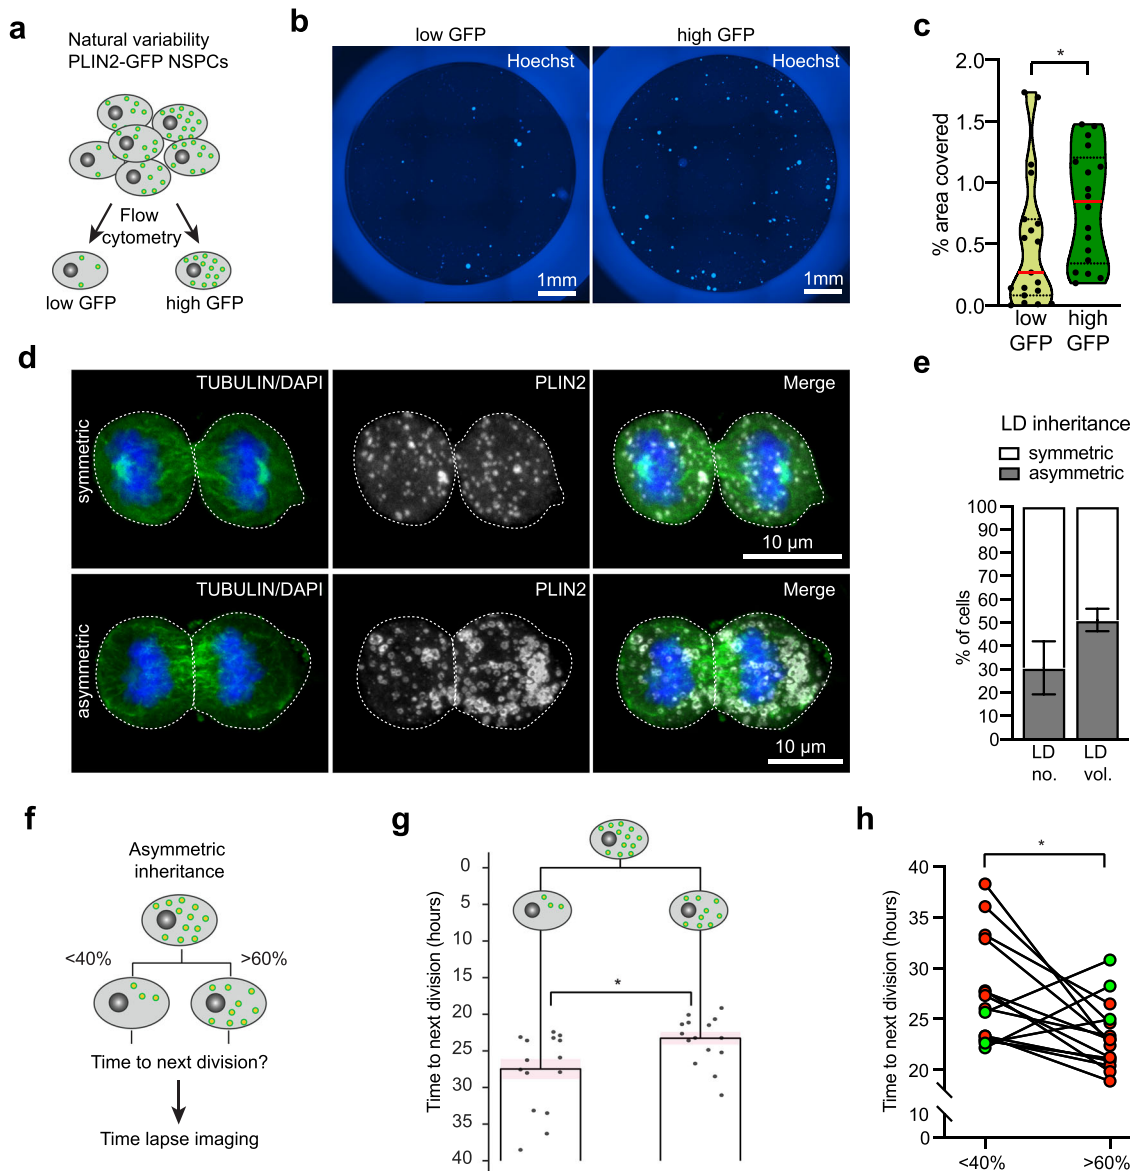 a
Natural variability
PLIN2-GFP NSPCs
Flow
cytometry
low GFP
high GFP
b
low GFP
high GFP
Hoechst
Hoechst
1mm
1mm
c
*
% area covered
2.0
1.5
1.0
0.5
0.0
low
GFP
high
GFP
d
symmetric
TUBULIN/DAPI
PLIN2
Merge
10 µm
asymmetric
TUBULIN/DAPI
PLIN2
Merge
10 µm
e
LD inheritance
symmetric
asymmetric
% of cells
100
90
80
70
60
50
40
30
20
10
0
LD
no.
LD
vol.
f
Asymmetric
inheritance
<40%
>60%
Time to next division?
Time lapse imaging
g
Time to next division (hours)
0
5
10
15
20
25
30
35
40
*
h
Time to next division (hours)
*
40
35
30
25
20
10
0
<40%
>60%